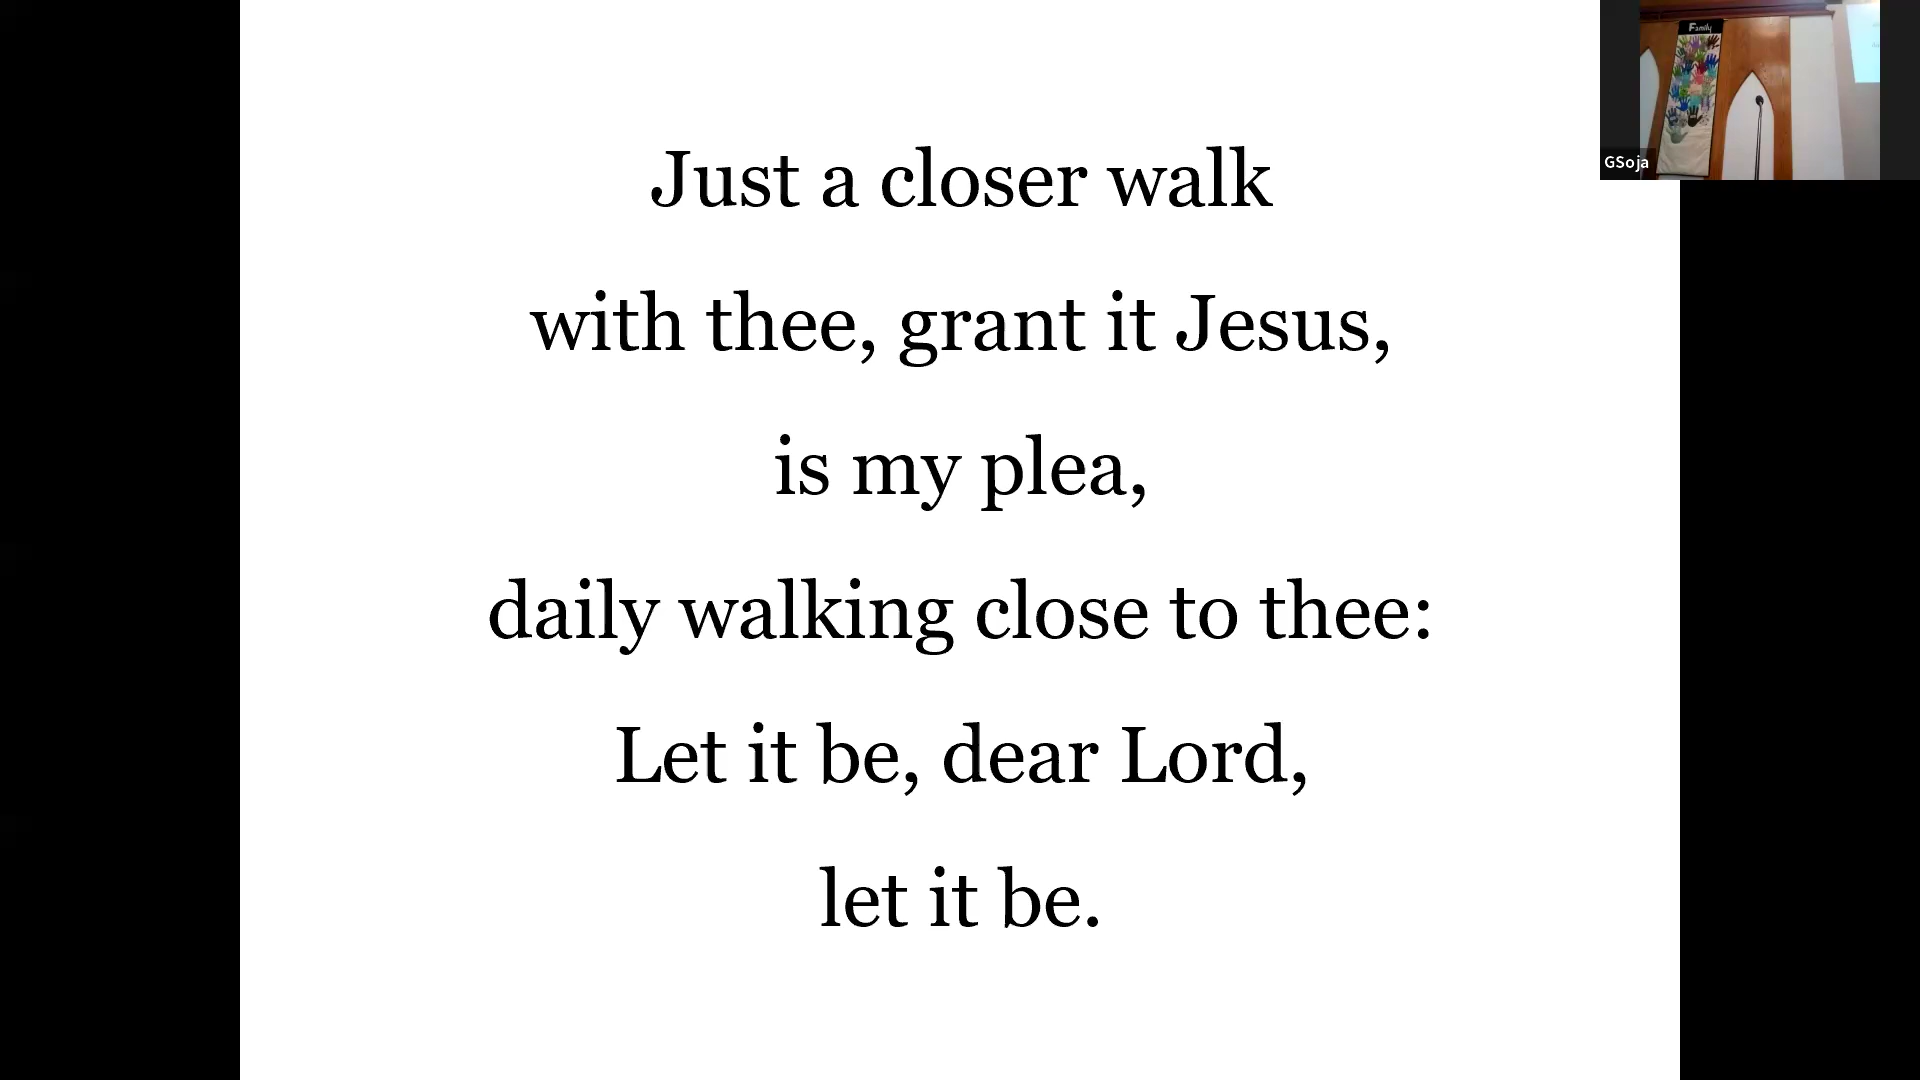 Just a closer walk
with thee, grant it Jesus,
is my plea,
daily walking close to thee:
Let it be, dear Lord,
let it be.
Family
GSoja